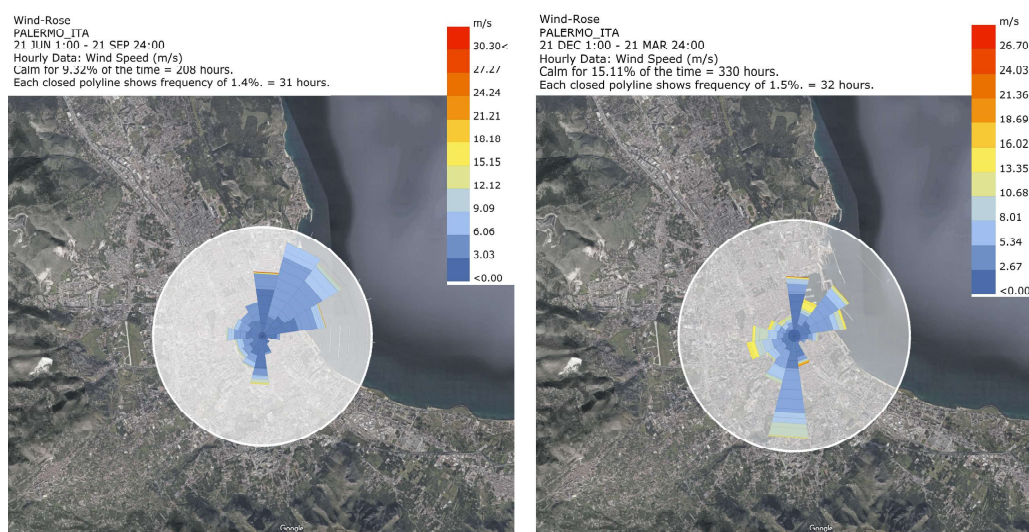 Wind-Rose
PALERMO_ITA
21 JUN 1:00 - 21 SEP 24:00
Hourly Data: Wind Speed (m/s)
Calm for 9.32% of the time = 208 hours.
Each closed polyline shows frequency of 1.4%. = 31 hours.
m/s
30.30<
27.27
24.24
21.21
18.18
15.15
12.12
9.09
6.06
3.03
<0.00
Google
Wind-Rose
PALERMO_ITA
21 DEC 1:00 - 21 MAR 24:00
Hourly Data: Wind Speed (m/s)
Calm for 15.11% of the time = 330 hours.
Each closed polyline shows frequency of 1.5%. = 32 hours.
m/s
26.70
24.03
21.36
18.69
16.02
13.35
10.68
8.01
5.34
2.67
<0.00
Google